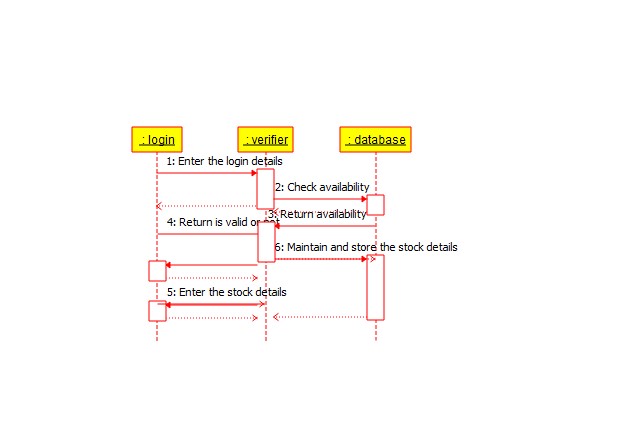 : login
: verifier
: database
1: Enter the login details
2: Check availability
3: Return availability
4: Return is valid or not
6: Maintain and store the stock details
5: Enter the stock details